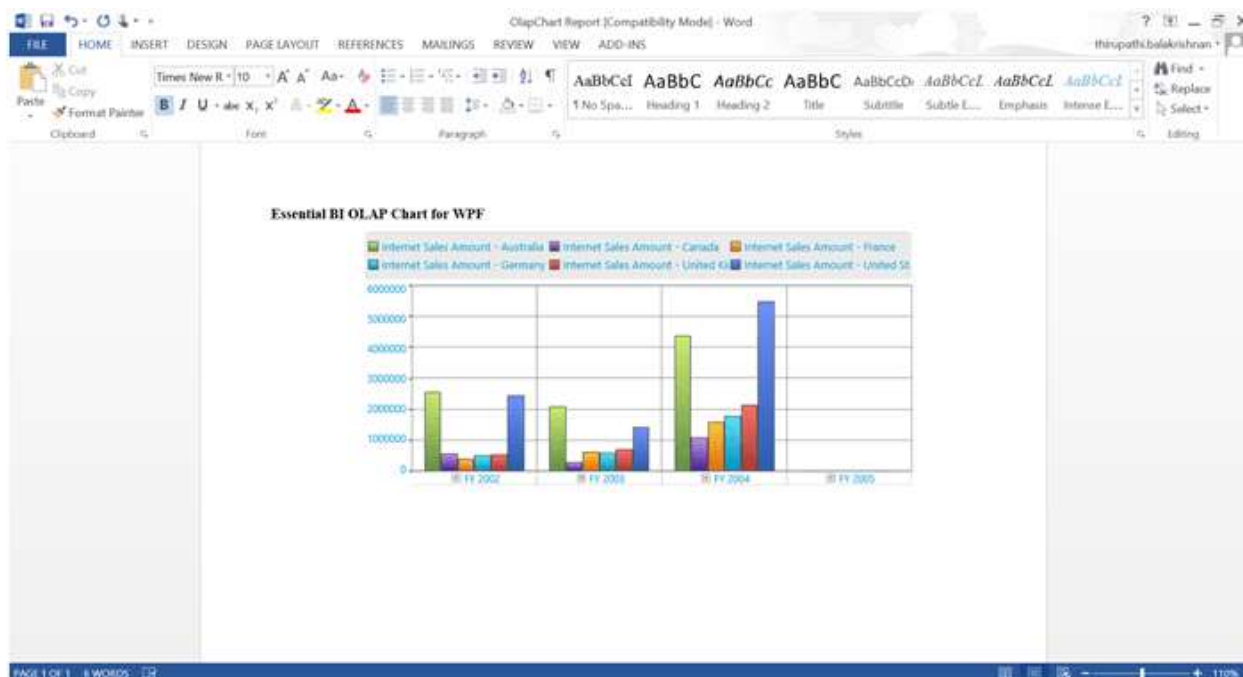 OlapChart Report [Compatibility Mode] - Word
?
FILE HOME INSERT DESIGN PAGE LAYOUT REFERENCES MAILINGS REVIEW VIEW ADD-INS
thirupathi.balakrishnan
Paste
Cut
Copy
Format Painter
Times New R 10 A A Aa
B I U abc X₂ X² A A
AaBbCcI AaBbC AaBbCc AaBbC AaBbCcD AaBbCcL AaBbCcL AaBbCcI
¶ No Spa... Heading 1 Heading 2 Title Subtitle Subtle E... Emphasis Intense E...
Find
Replace
Select
Clipboard Font Paragraph Styles Editing
Essential BI OLAP Chart for WPF
Internet Sales Amount - Australia Internet Sales Amount - Canada Internet Sales Amount - France
Internet Sales Amount - Germany Internet Sales Amount - United Ki Internet Sales Amount - United St
6000000
5000000
4000000
3000000
2000000
1000000
0
FY 2002 FY 2003 FY 2004 FY 2005
PAGE 1 OF 1 6 WORDS 110%